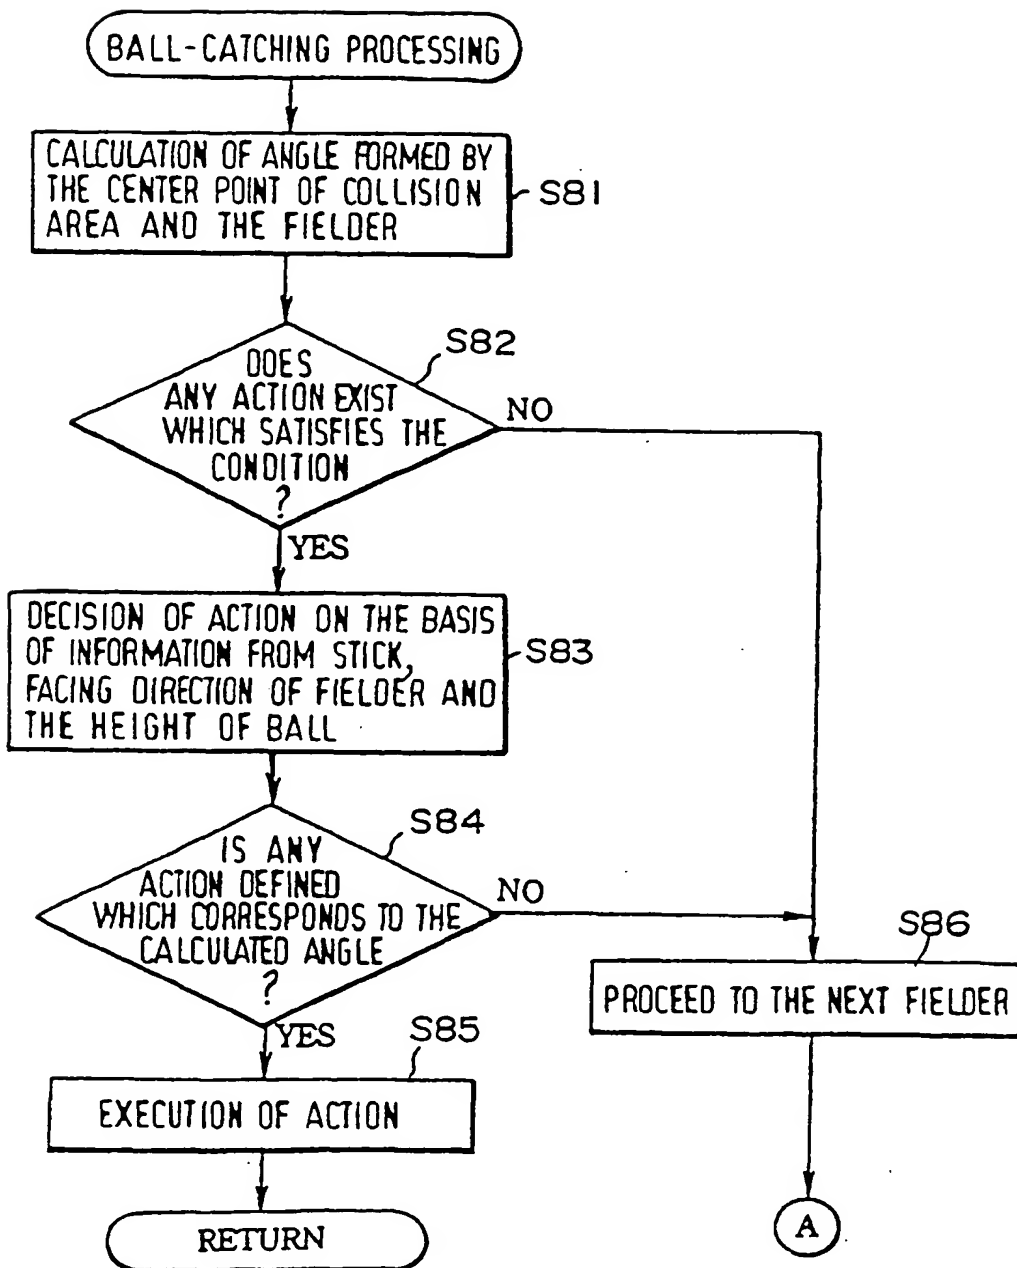 BALL-CATCHING PROCESSING
CALCULATION OF ANGLE FORMED BY
THE CENTER POINT OF COLLISION
AREA AND THE FIELDER
S81
S82
DOES
ANY ACTION EXIST
WHICH SATISFIES THE
CONDITION
?
NO
YES
DECISION OF ACTION ON THE BASIS
OF INFORMATION FROM STICK,
FACING DIRECTION OF FIELDER AND
THE HEIGHT OF BALL
S83
S84
IS ANY
ACTION DEFINED
WHICH CORRESPONDS TO THE
CALCULATED ANGLE
?
NO
YES
S85
EXECUTION OF ACTION
RETURN
S86
PROCEED TO THE NEXT FIELDER
A